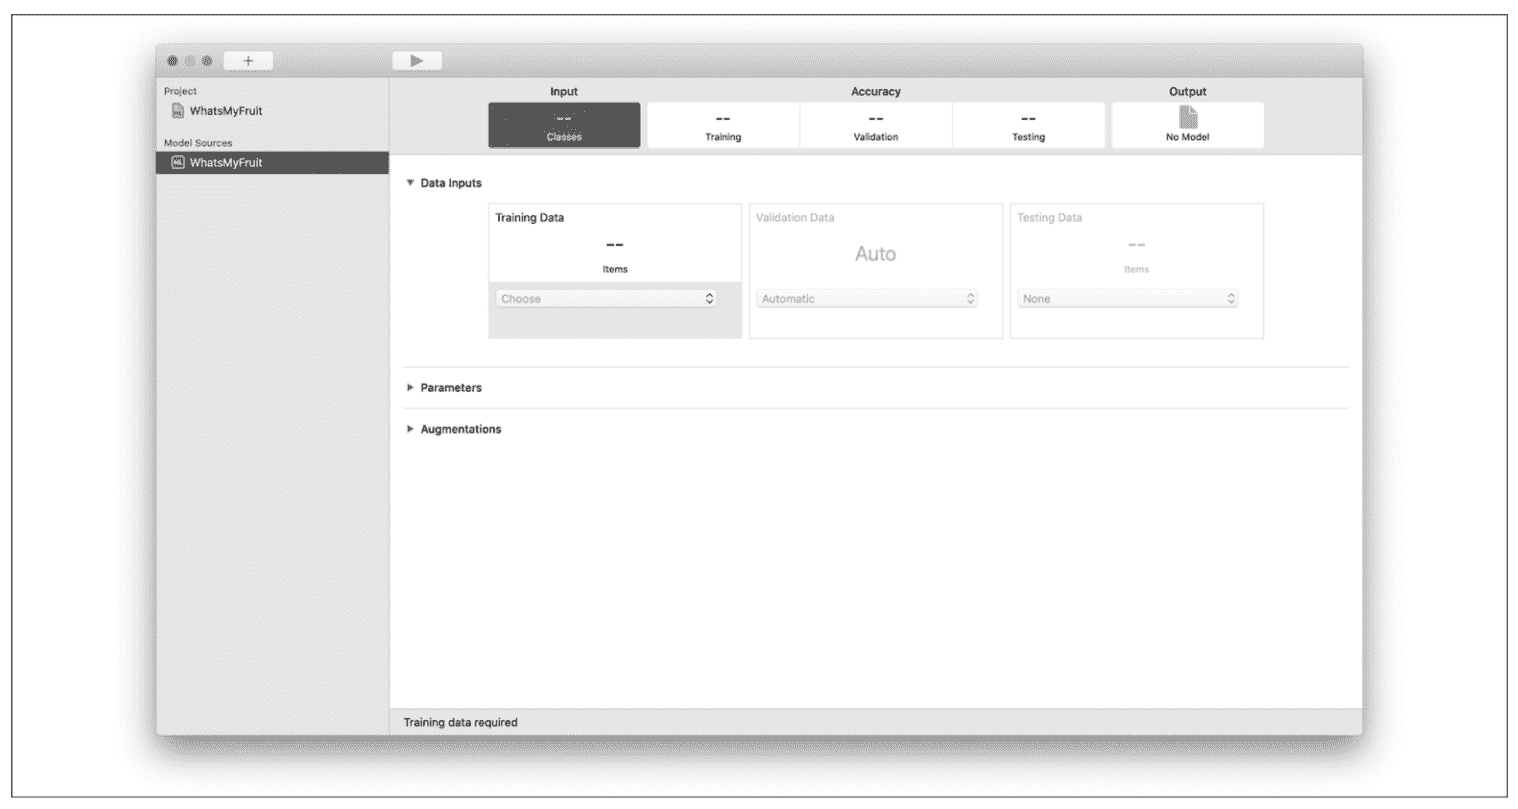 +
Project
WhatsMyFruit
Model Sources
WhatsMyFruit
Input
Accuracy
Output
--
Classes
--
Training
--
Validation
--
Testing
No Model
Data Inputs
Training Data
--
Items
Choose
Validation Data
Auto
Automatic
Testing Data
--
Items
None
Parameters
Augmentations
Training data required